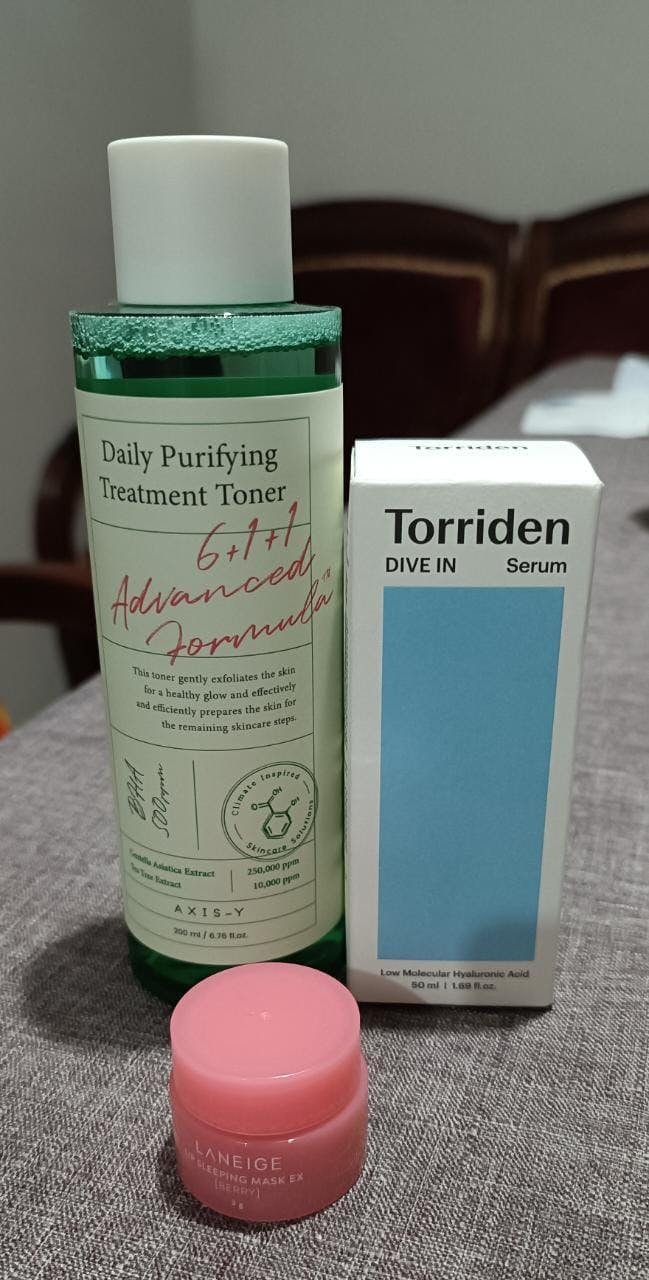 Daily Purifying
Treatment Toner
6+1+1
Advanced
Formula™
This toner gently exfoliates the skin
for a healthy glow and effectively
and efficiently prepares the skin for
the remaining skincare steps.
BHA
500ppm
Climate Inspired
O
OH
OH
Skincare Solutions
Centella Asiatica Extract 250,000 ppm
Tea Tree Extract 10,000 ppm
AXIS-Y
200 ml / 6.76 fl.oz.
Torriden
Torriden
DIVE IN Serum
Low Molecular Hyaluronic Acid
50 ml | 1.69 fl.oz.
LANEIGE
LIP SLEEPING MASK EX
[BERRY]